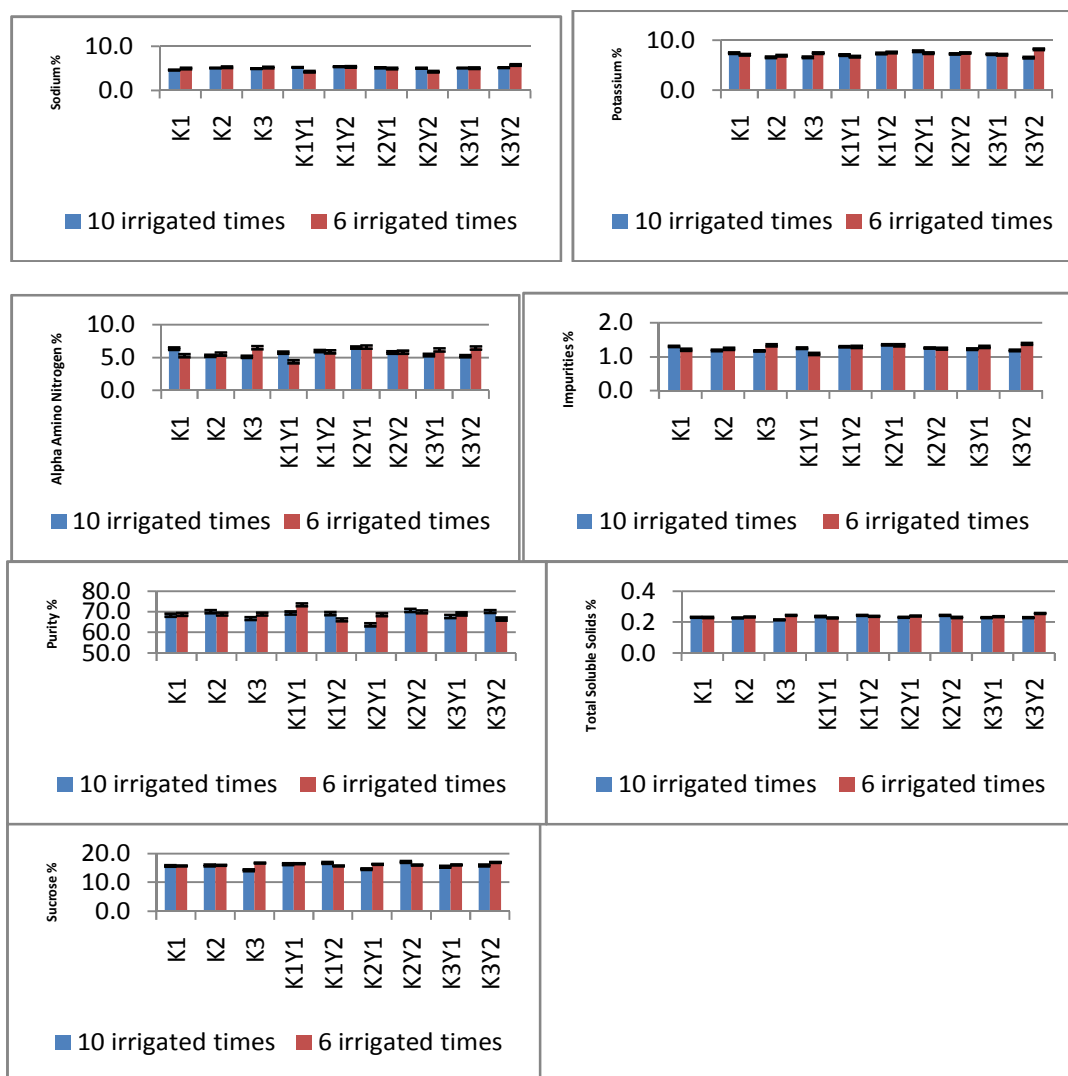 Sodium %
10.0
0.0
K1 K2 K3 K1Y1 K1Y2 K2Y1 K2Y2 K3Y1 K3Y2
10 irrigated times 6 irrigated times
Potassium %
10.0
0.0
K1 K2 K3 K1Y1 K1Y2 K2Y1 K2Y2 K3Y1 K3Y2
10 irrigated times 6 irrigated times
Alpha Amino Nitrogen %
10.0
5.0
0.0
K1 K2 K3 K1Y1 K1Y2 K2Y1 K2Y2 K3Y1 K3Y2
10 irrigated times 6 irrigated times
Impurities %
2.0
1.0
0.0
K1 K2 K3 K1Y1 K1Y2 K2Y1 K2Y2 K3Y1 K3Y2
10 irrigated times 6 irrigated times
Purity %
80.0
70.0
60.0
50.0
K1 K2 K3 K1Y1 K1Y2 K2Y1 K2Y2 K3Y1 K3Y2
10 irrigated times 6 irrigated times
Total Soluble Solids %
0.4
0.2
0.0
K1 K2 K3 K1Y1 K1Y2 K2Y1 K2Y2 K3Y1 K3Y2
10 irrigated times 6 irrigated times
Sucrose %
20.0
10.0
0.0
K1 K2 K3 K1Y1 K1Y2 K2Y1 K2Y2 K3Y1 K3Y2
10 irrigated times 6 irrigated times